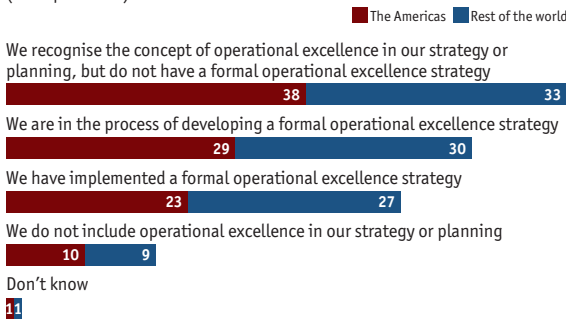 The Americas Rest of the world
We recognise the concept of operational excellence in our strategy or
planning, but do not have a formal operational excellence strategy
38 33
We are in the process of developing a formal operational excellence strategy
29 30
We have implemented a formal operational excellence strategy
23 27
We do not include operational excellence in our strategy or planning
10 9
Don't know
1 1